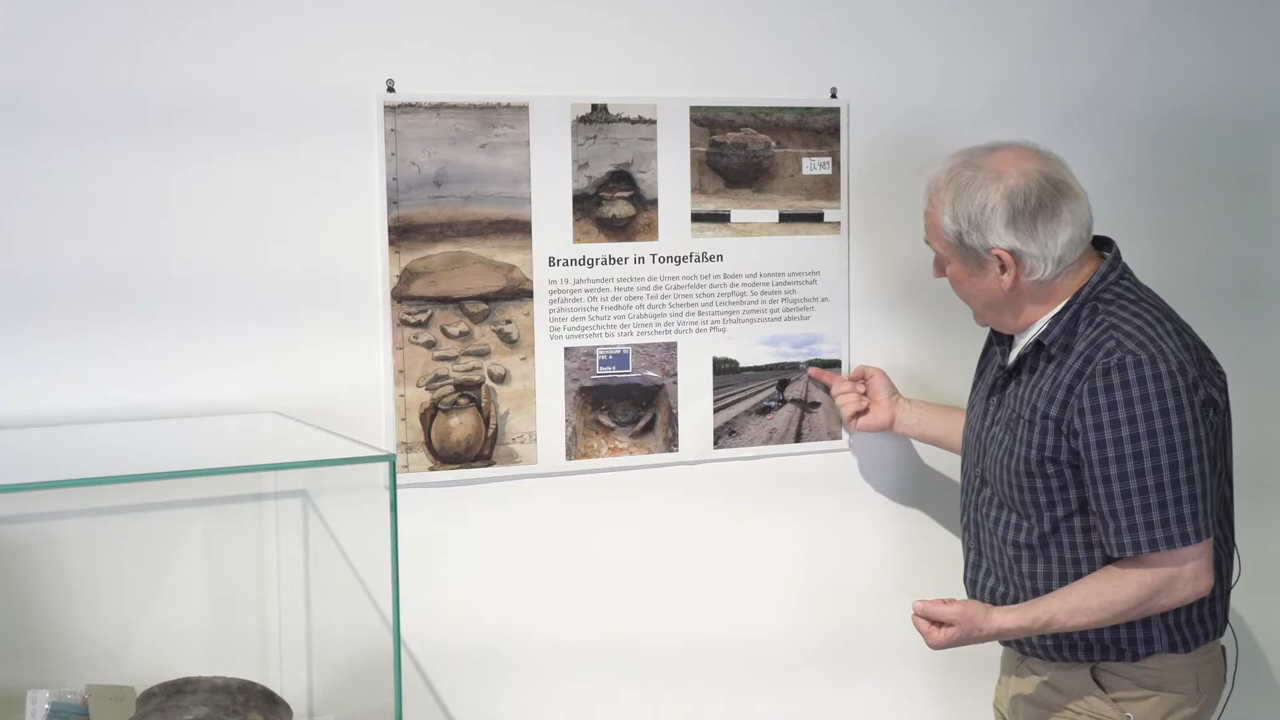 Brandgräber in Tongefäßen
Im 19. Jahrhundert steckten die Urnen noch tief im Boden und konnten unversehrt
geborgen werden. Heute sind die Gräberfelder durch die moderne Landwirtschaft
gefährdet. Oft ist der obere Teil der Urnen schon zerpflügt. So deuten sich
prähistorische Friedhöfe oft durch Scherben und Leichenbrand in der Pflugschicht an.
Unter dem Schutz von Grabhügeln sind die Bestattungen zumeist gut überliefert.
Die Fundgeschichte der Urnen in der Vitrine ist am Erhaltungszustand ablesbar
Von unversehrt bis stark zerscherbt durch den Pflug.